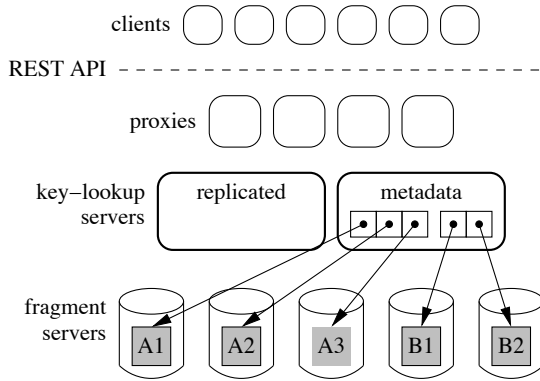 clients
REST API
proxies
key–lookup
servers
replicated
metadata
fragment
servers
A1
A2
A3
B1
B2